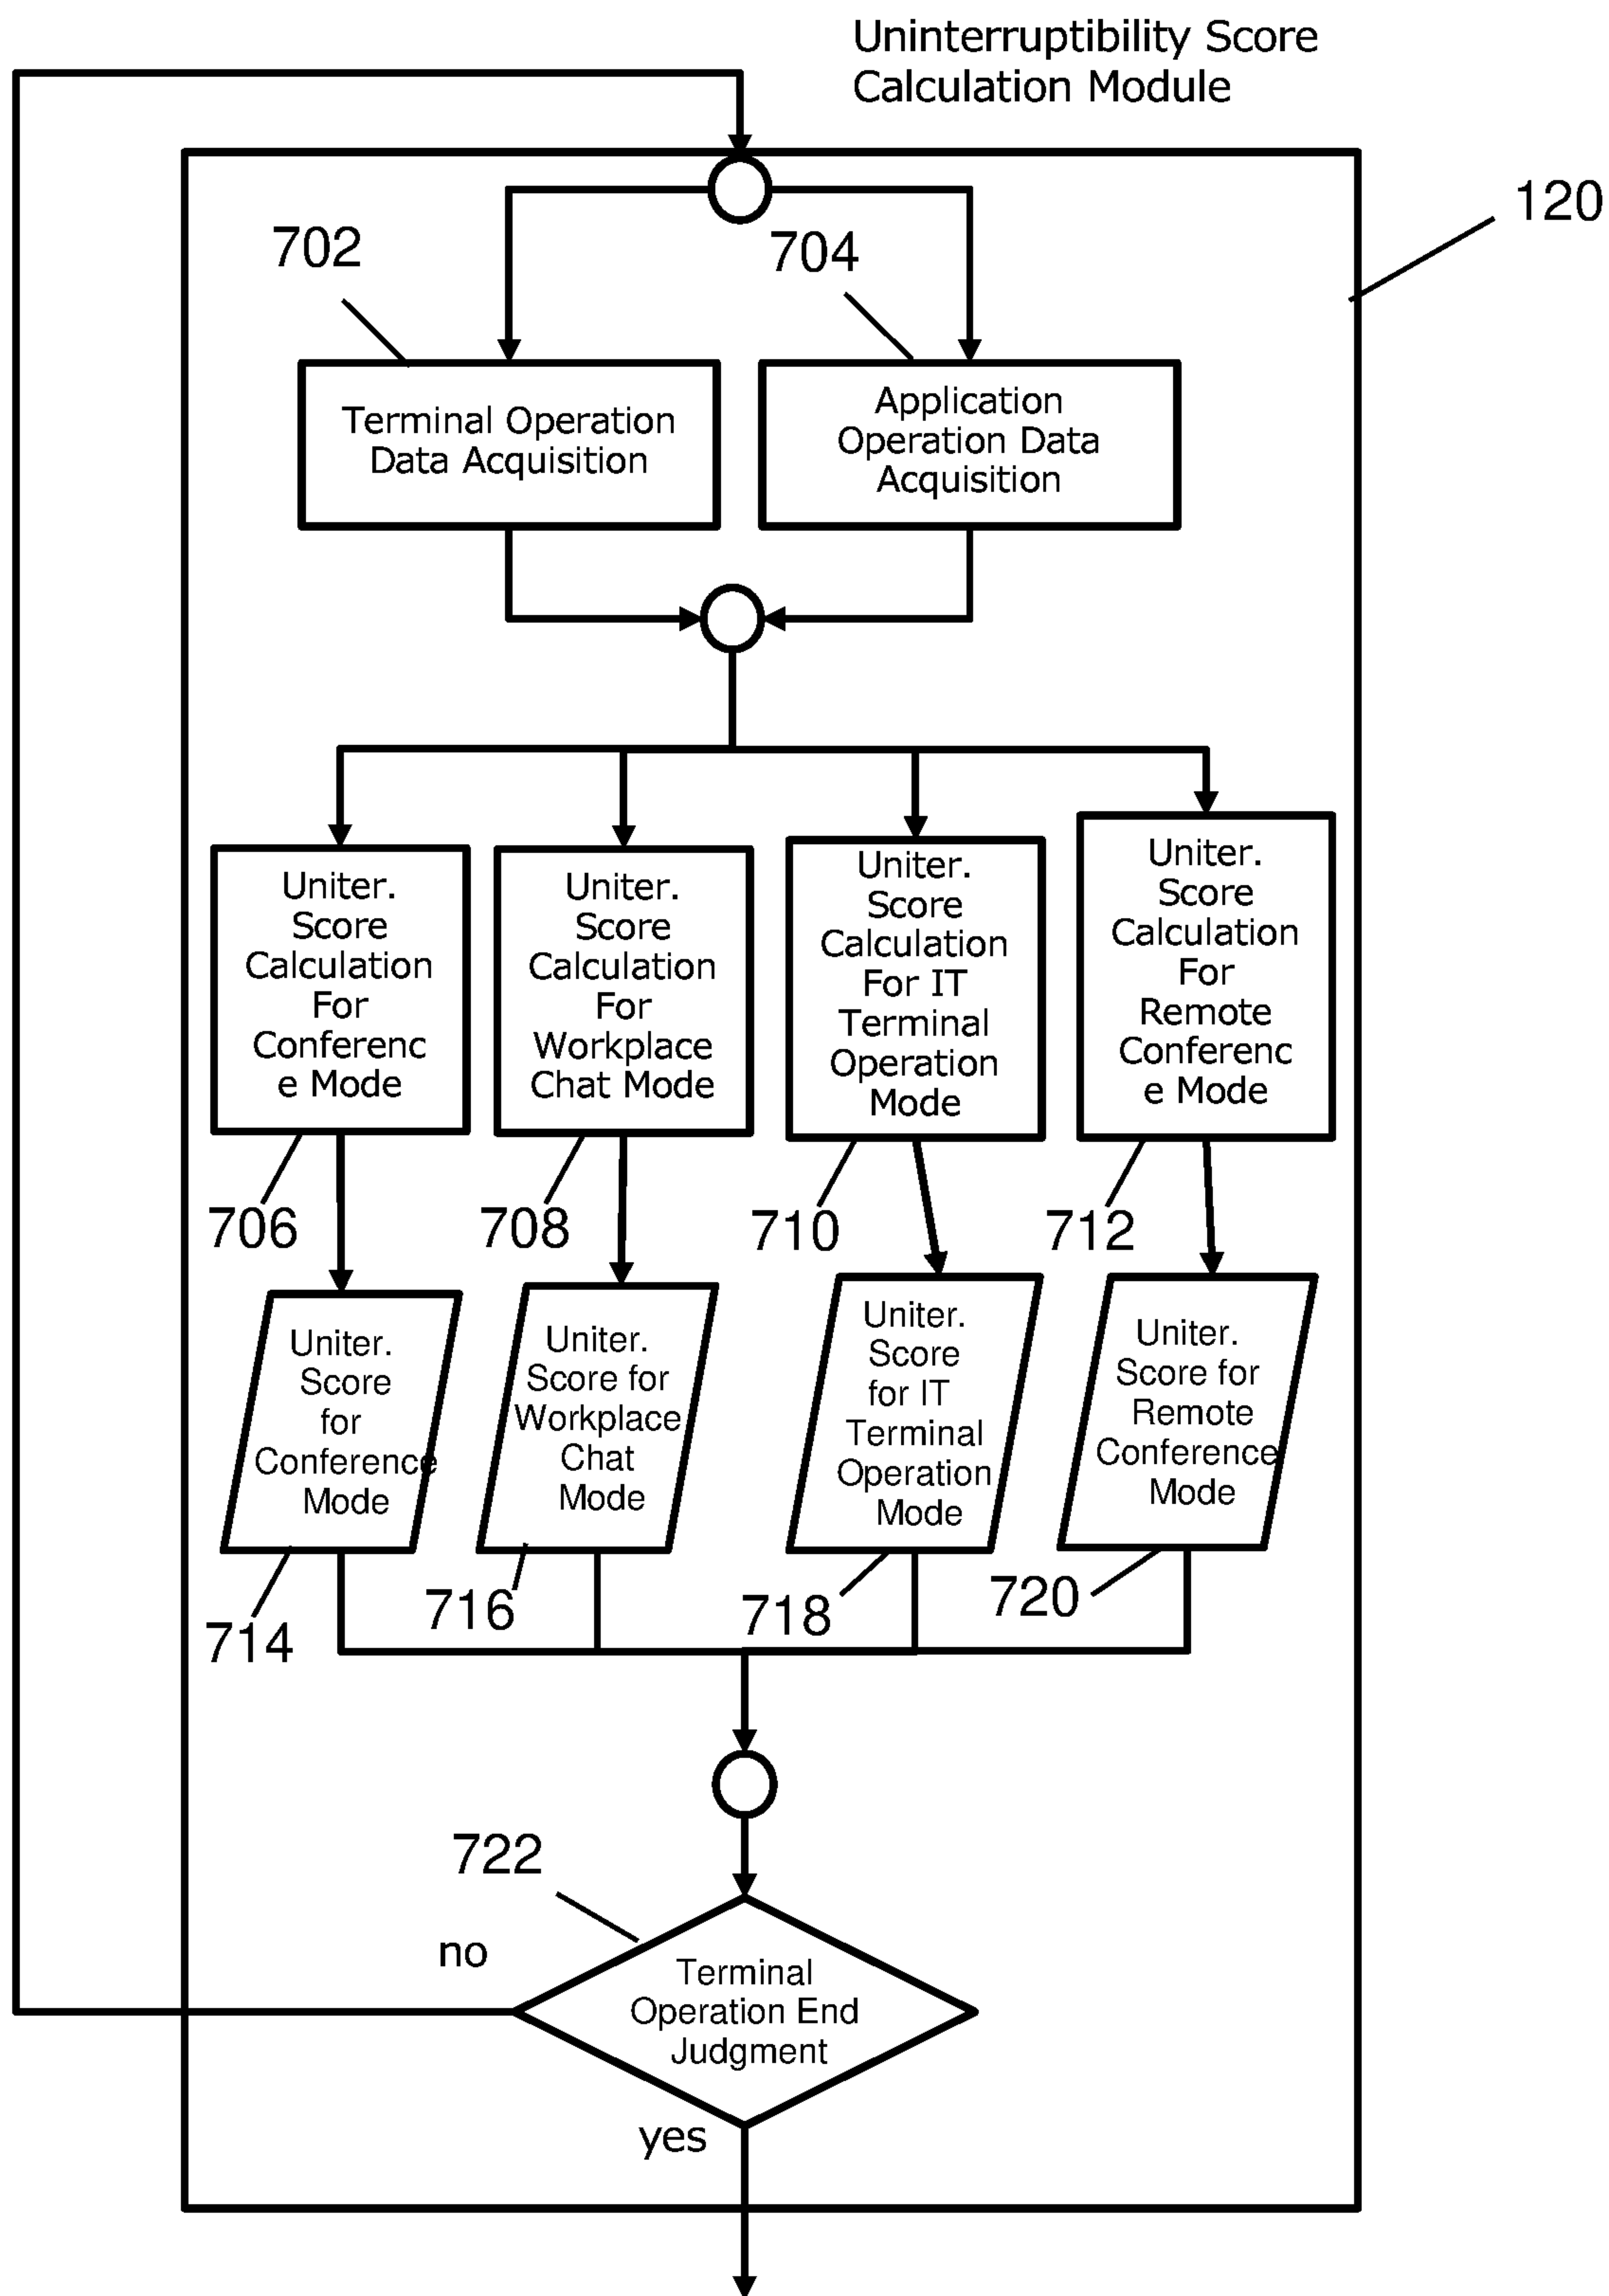 Uninterruptibility Score
Calculation Module
120
702
704
Terminal Operation
Data Acquisition
Application
Operation Data
Acquisition
Uniter.
Score
Calculation
For
Conferenc
e Mode
Uniter.
Score
Calculation
For
Workplace
Chat Mode
Uniter.
Score
Calculation
For IT
Terminal
Operation
Mode
Uniter.
Score
Calculation
For
Remote
Conferenc
e Mode
706
708
710
712
Uniter.
Score
for
Conference
Mode
Uniter.
Score for
Workplace
Chat
Mode
Uniter.
Score
for IT
Terminal
Operation
Mode
Uniter.
Score for
Remote
Conference
Mode
714
716
718
720
722
no
Terminal
Operation End
Judgment
yes